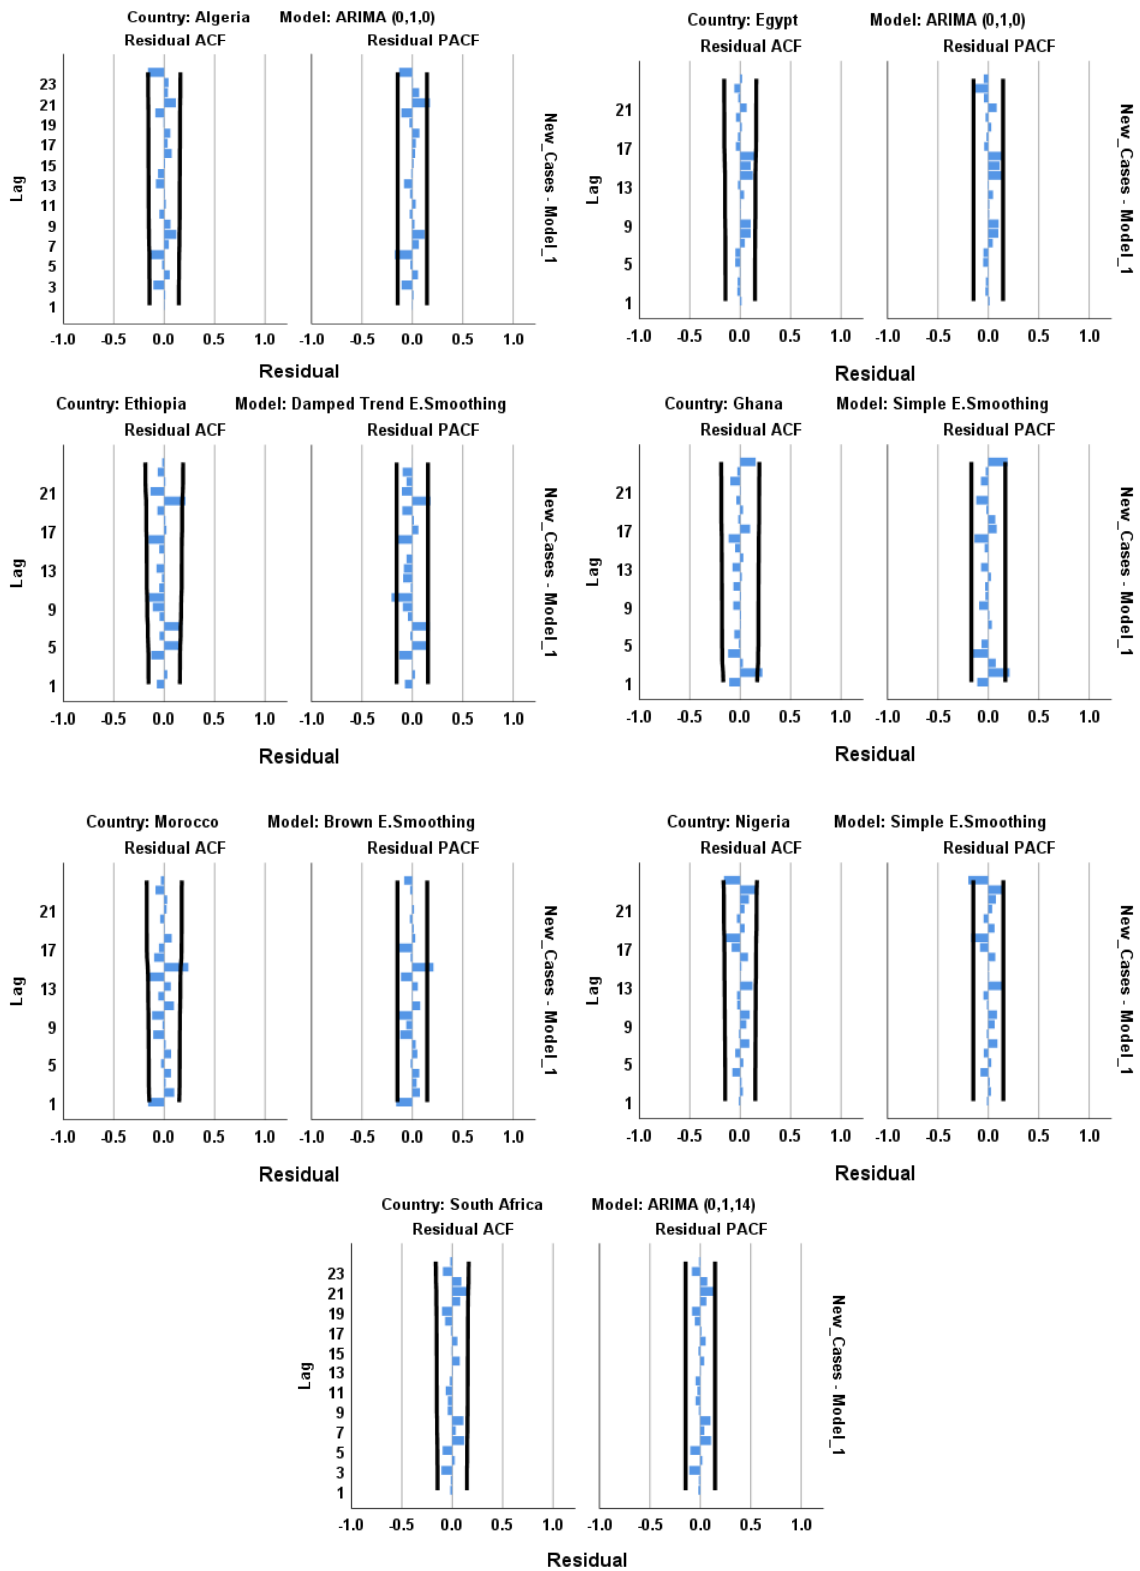 Country: Algeria Model: ARIMA (0,1,0)
Residual ACF Residual PACF
Lag
23
21
19
17
15
13
11
9
7
5
3
1
-1.0 -0.5 0.0 0.5 1.0 -1.0 -0.5 0.0 0.5 1.0
Residual
New_Cases - Model_1
Country: Egypt Model: ARIMA (0,1,0)
Residual ACF Residual PACF
Lag
21
17
13
9
5
1
-1.0 -0.5 0.0 0.5 1.0 -1.0 -0.5 0.0 0.5 1.0
Residual
New_Cases - Model_1
Country: Ethiopia Model: Damped Trend E.Smoothing
Residual ACF Residual PACF
Lag
21
17
13
9
5
1
-1.0 -0.5 0.0 0.5 1.0 -1.0 -0.5 0.0 0.5 1.0
Residual
New_Cases - Model_1
Country: Ghana Model: Simple E.Smoothing
Residual ACF Residual PACF
Lag
21
17
13
9
5
1
-1.0 -0.5 0.0 0.5 1.0 -1.0 -0.5 0.0 0.5 1.0
Residual
New_Cases - Model_1
Country: Morocco Model: Brown E.Smoothing
Residual ACF Residual PACF
Lag
21
17
13
9
5
1
-1.0 -0.5 0.0 0.5 1.0 -1.0 -0.5 0.0 0.5 1.0
Residual
New_Cases - Model_1
Country: Nigeria Model: Simple E.Smoothing
Residual ACF Residual PACF
Lag
21
17
13
9
5
1
-1.0 -0.5 0.0 0.5 1.0 -1.0 -0.5 0.0 0.5 1.0
Residual
New_Cases - Model_1
Country: South Africa Model: ARIMA (0,1,14)
Residual ACF Residual PACF
Lag
23
21
19
17
15
13
11
9
7
5
3
1
-1.0 -0.5 0.0 0.5 1.0 -1.0 -0.5 0.0 0.5 1.0
Residual
New_Cases - Model_1